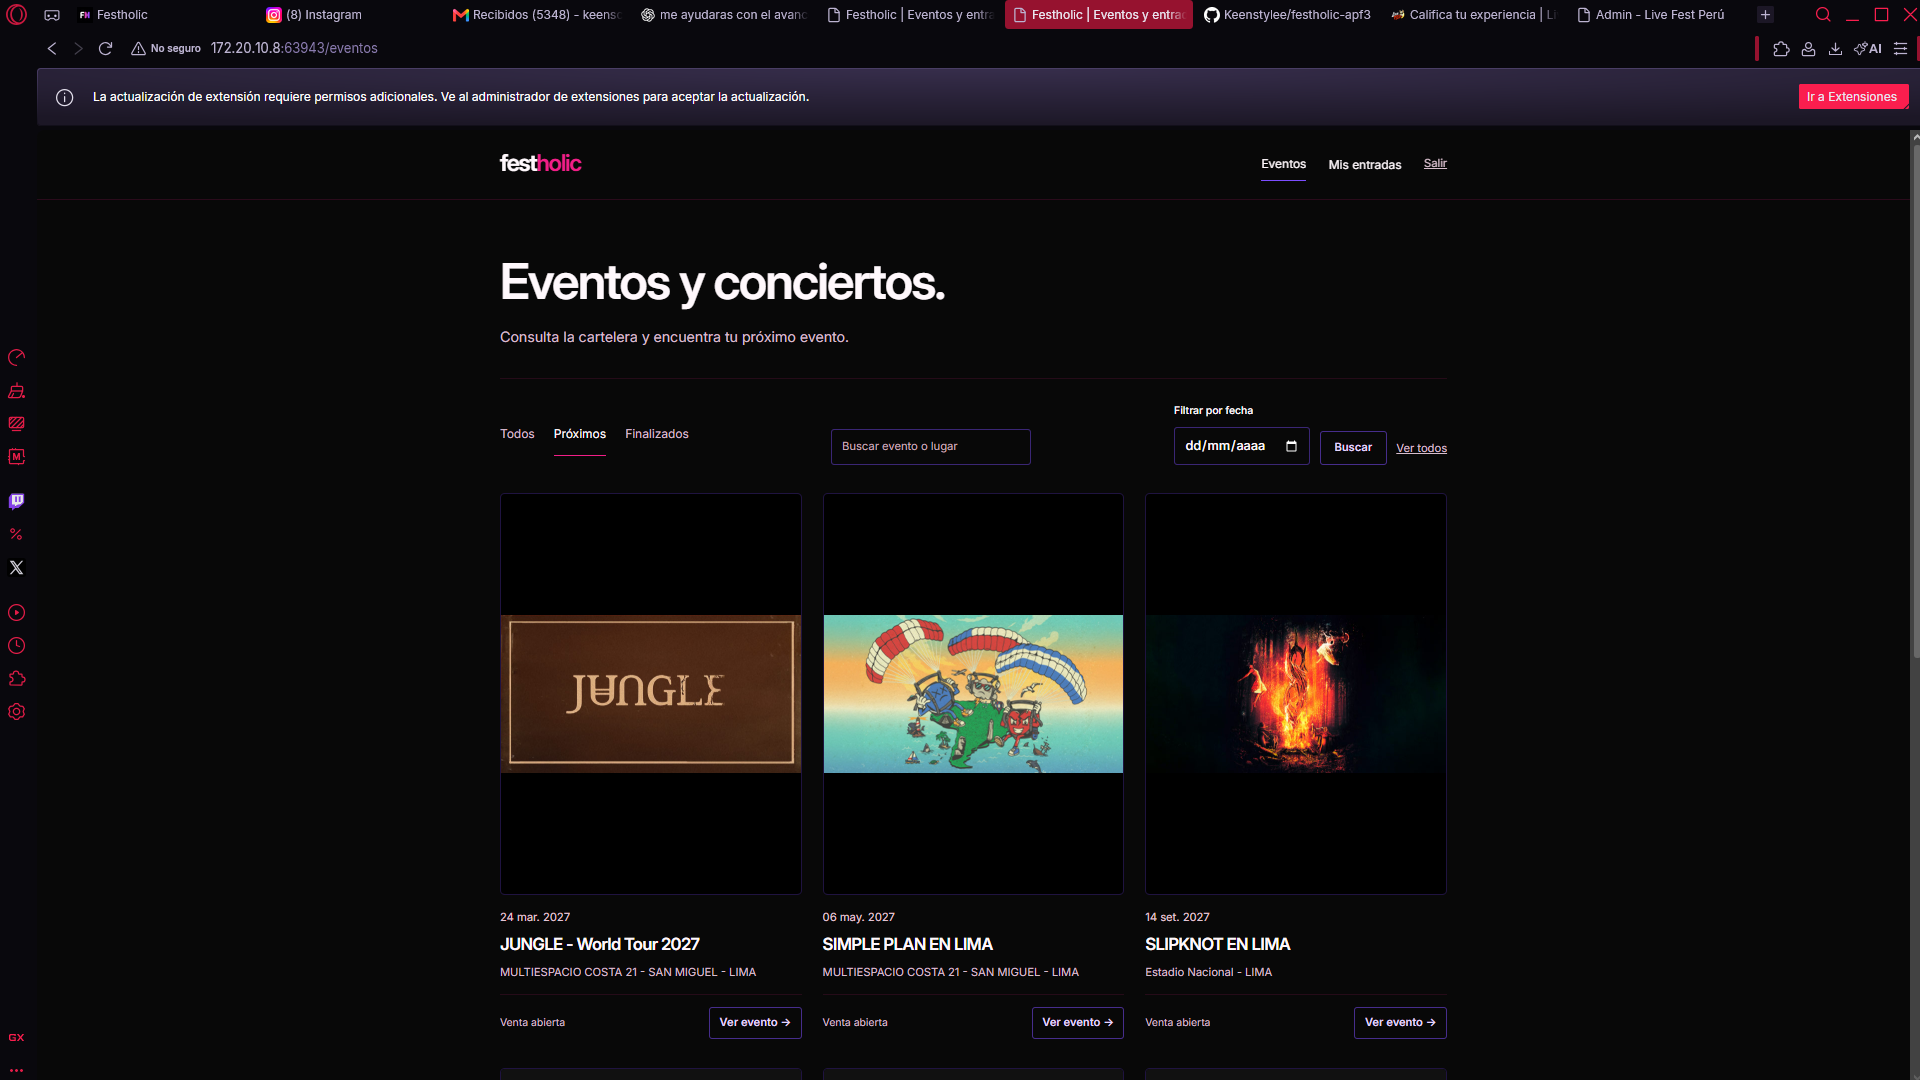 Festholic
(8) Instagram
Recibidos (5348) - keensc
me ayudaras con el avanc
Festholic | Eventos y entra
Festholic | Eventos y entrac
Keenstylee/festholic-apf3
Califica tu experiencia | Li
Admin - Live Fest Perú
No seguro
172.20.10.8:63943/eventos
AI
La actualización de extensión requiere permisos adicionales. Ve al administrador de extensiones para aceptar la actualización.
Ir a Extensiones
festholic
Eventos
Mis entradas
Salir
Eventos y conciertos.
Consulta la cartelera y encuentra tu próximo evento.
Filtrar por fecha
Todos
Próximos
Finalizados
Buscar evento o lugar
dd/mm/aaaa
Buscar
Ver todos
JUNGLE
24 mar. 2027
JUNGLE - World Tour 2027
MULTIESPACIO COSTA 21 - SAN MIGUEL - LIMA
Venta abierta
Ver evento →
06 may. 2027
SIMPLE PLAN EN LIMA
MULTIESPACIO COSTA 21 - SAN MIGUEL - LIMA
Venta abierta
Ver evento →
14 set. 2027
SLIPKNOT EN LIMA
Estadio Nacional - LIMA
Venta abierta
Ver evento →
GX